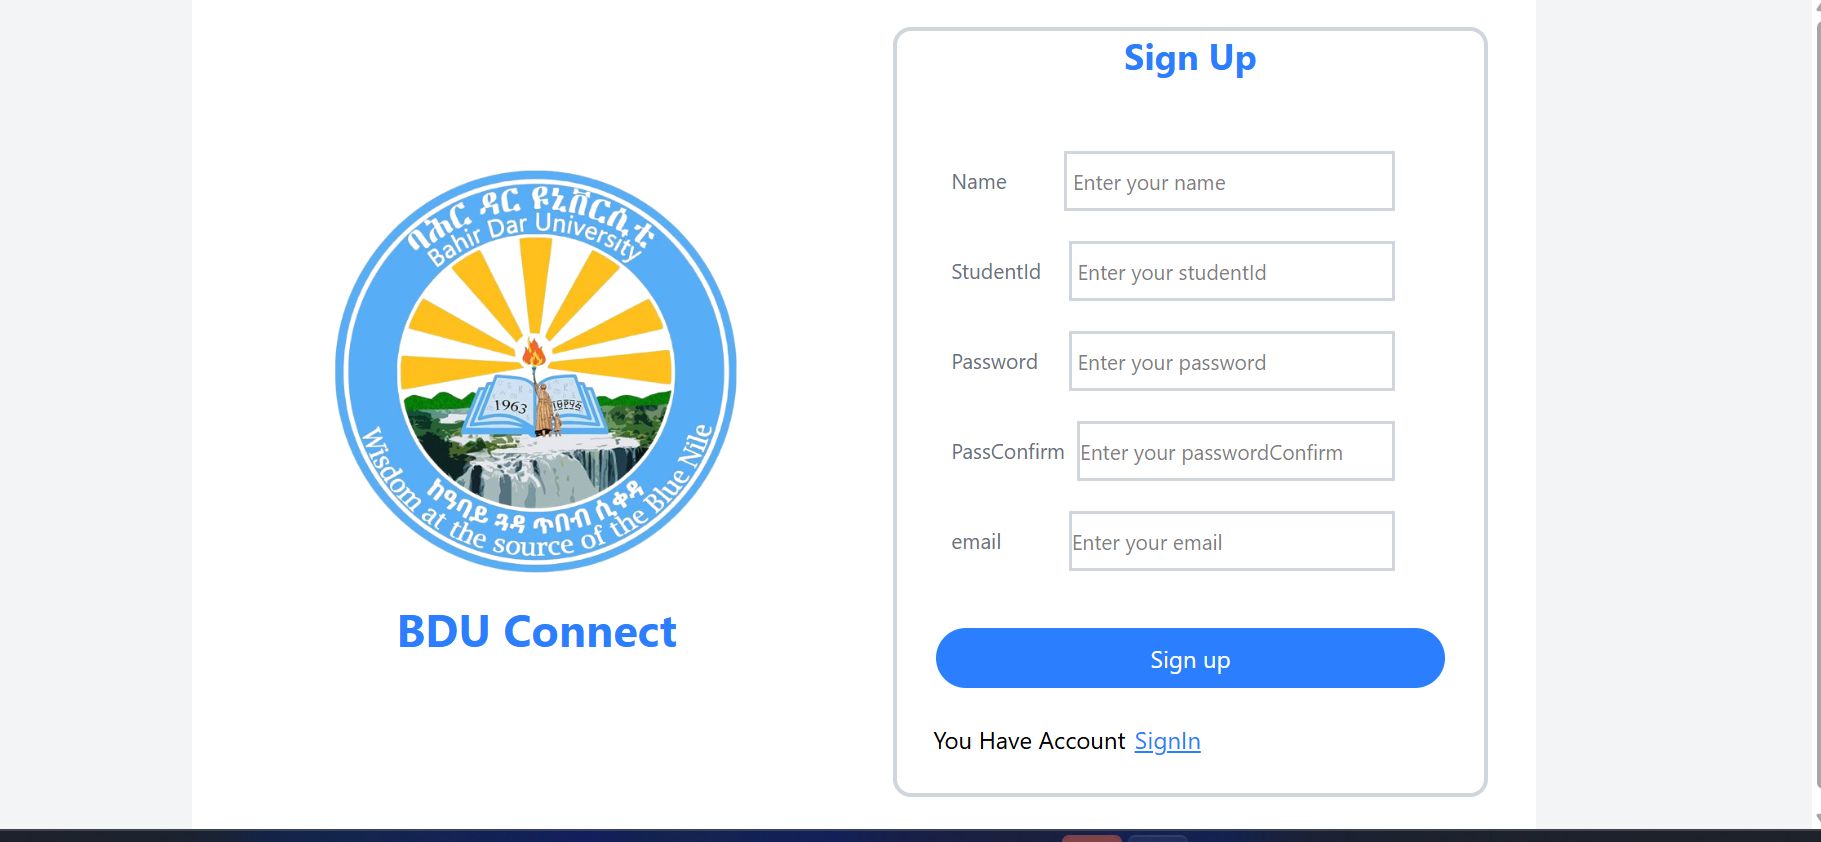 ባሕር ዳር ዩኒቨርሲቲ
Bahir Dar University
1963
ከዓባይ ጓዳ ጥበብ ሲቀዳ
Wisdom at the source of the Blue Nile
BDU Connect
Sign Up
Name
Enter your name
StudentId
Enter your studentId
Password
Enter your password
PassConfirm
Enter your passwordConfirm
email
Enter your email
Sign up
You Have Account SignIn